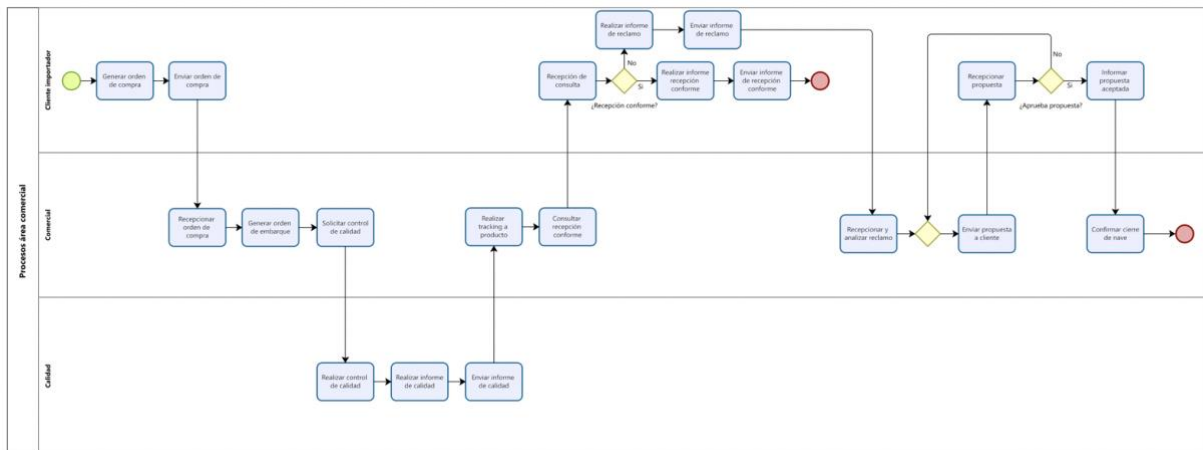 Procesos área comercial
Cliente importador
Generar orden
de compra
Enviar orden de
compra
Recepción de
consulta
Realizar informe
de reclamo
Enviar informe
de reclamo
No
Si
¿Recepción conforme?
Realizar informe
recepción
conforme
Enviar informe
de recepción
conforme
Recepcionar
propuesta
No
Si
¿Aprueba propuesta?
Informar
propuesta
aceptada
Comercial
Recepcionar
orden de
compra
Generar orden
de embarque
Solicitar control
de calidad
Realizar
tracking a
producto
Consultar
recepción
conforme
Recepcionar y
analizar reclamo
Enviar propuesta
a cliente
Confirmar cierre
de nave
Calidad
Realizar control
de calidad
Realizar informe
de calidad
Enviar informe
de calidad